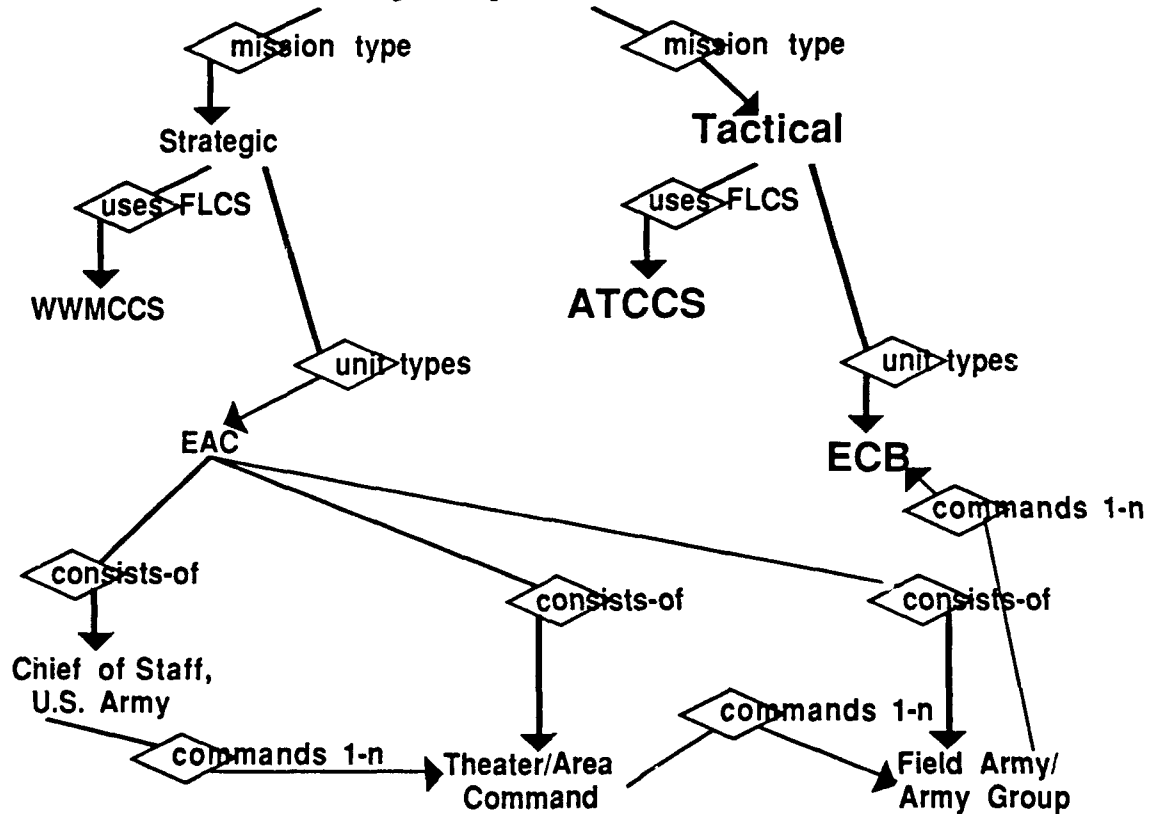 mission type
mission type
Strategic
Tactical
uses FLCS
uses FLCS
WWMCCS
ATCCS
unit types
unit types
EAC
ECB
commands 1-n
consists-of
consists-of
consists-of
Chief of Staff,
U.S. Army
commands 1-n
commands 1-n
Theater/Area
Command
Field Army/
Army Group